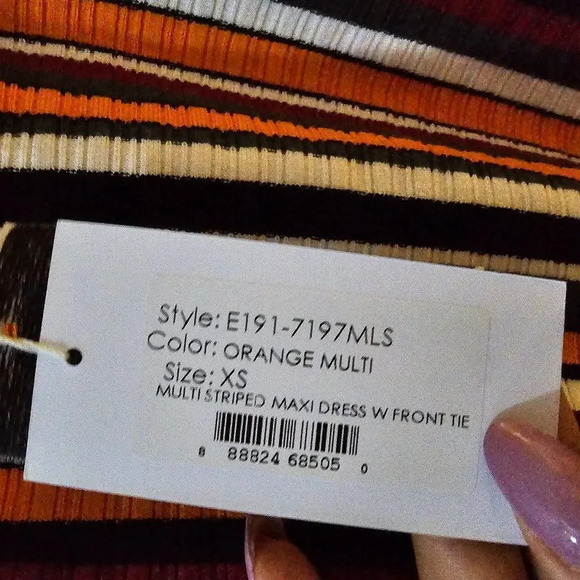 Style: E191-7197MLS
Color: ORANGE MULTI
Size: XS
MULTI STRIPED MAXI DRESS W FRONT TIE
8 88824 68505 0